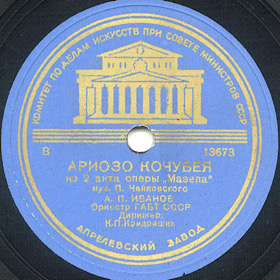 КОМИТЕТ ПО ДЕЛАМ ИСКУССТВ ПРИ СОВЕТЕ МИНИСТРОВ СССР
В 13673
АРИОЗО КОЧУБЕЯ
из 2 акта оперы „Мазепа"
муз. П. Чайковского
А. П. ИВАНОВ
Оркестр ГАБТ СССР
Дирижер:
К.П.Кондрашин
АПРЕЛЕВСКИЙ ЗАВОД